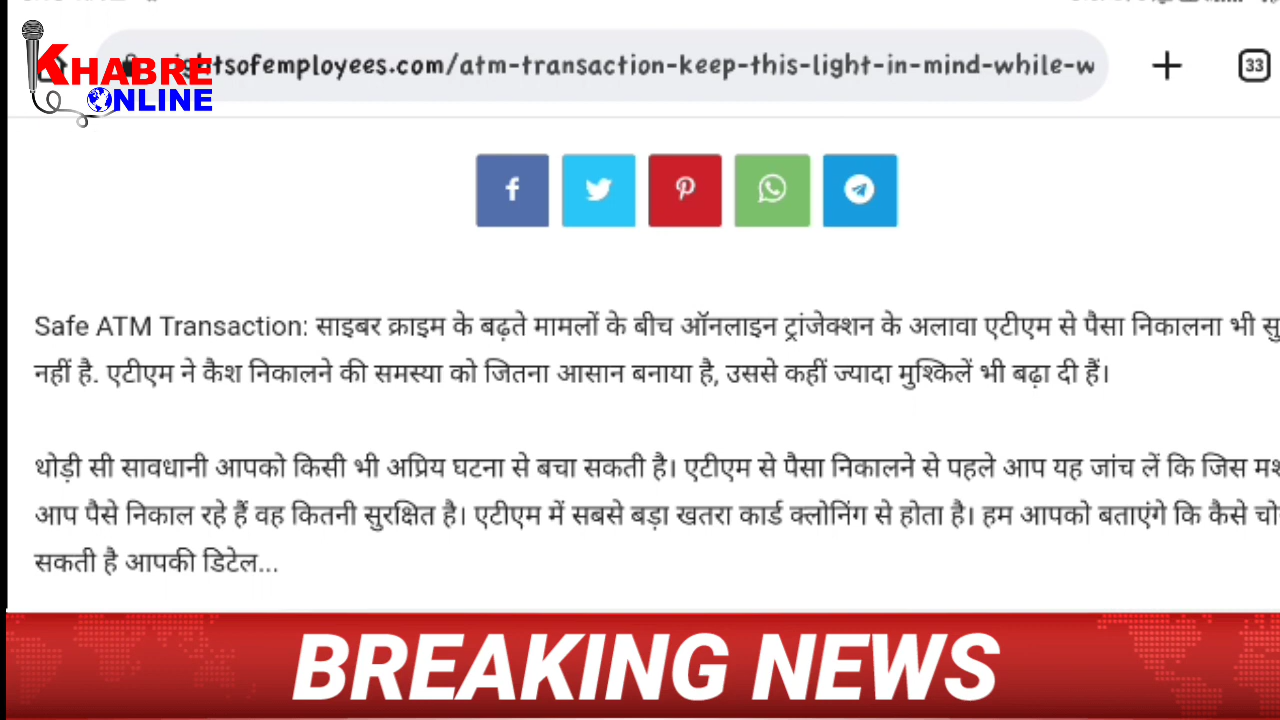 KHABRE
ONLINE
ghtsofemployees.com/atm-transaction-keep-this-light-in-mind-while-w
33
Safe ATM Transaction: साइबर क्राइम के बढ़ते मामलों के बीच ऑनलाइन ट्रांजेक्शन के अलावा एटीएम से पैसा निकालना भी
नहीं है. एटीएम ने कैश निकालने की समस्या को जितना आसान बनाया है, उससे कहीं ज्यादा मुश्किलें भी बढ़ा दी हैं।
थोड़ी सी सावधानी आपको किसी भी अप्रिय घटना से बचा सकती है। एटीएम से पैसा निकालने से पहले आप यह जांच लें कि जिस
आप पैसे निकाल रहे हैं वह कितनी सुरक्षित है। एटीएम में सबसे बड़ा खतरा कार्ड क्लोनिंग से होता है। हम आपको बताएंगे कि कैसे
सकती है आपकी डिटेल...
BREAKING NEWS